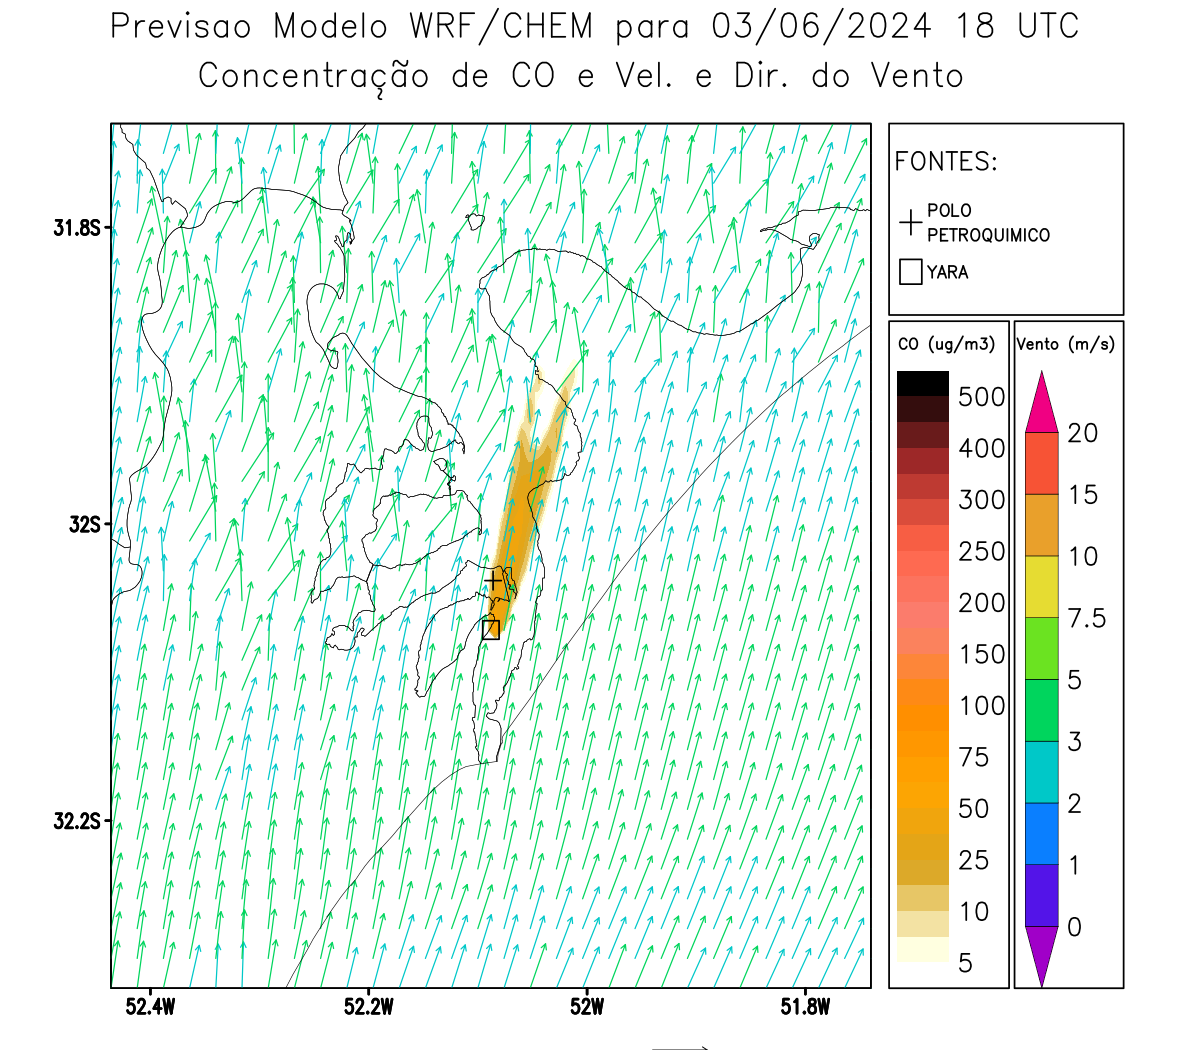 Previsao Modelo WRF/CHEM para 03/06/2024 18 UTC
Concentração de CO e Vel. e Dir. do Vento
FONTES:
POLO
PETROQUIMICO
YARA
CO (ug/m3)
500
400
300
250
200
150
100
75
50
25
10
5
Vento (m/s)
20
15
10
7.5
5
3
2
1
0
31.8S
32S
32.2S
52.4W
52.2W
52W
51.8W